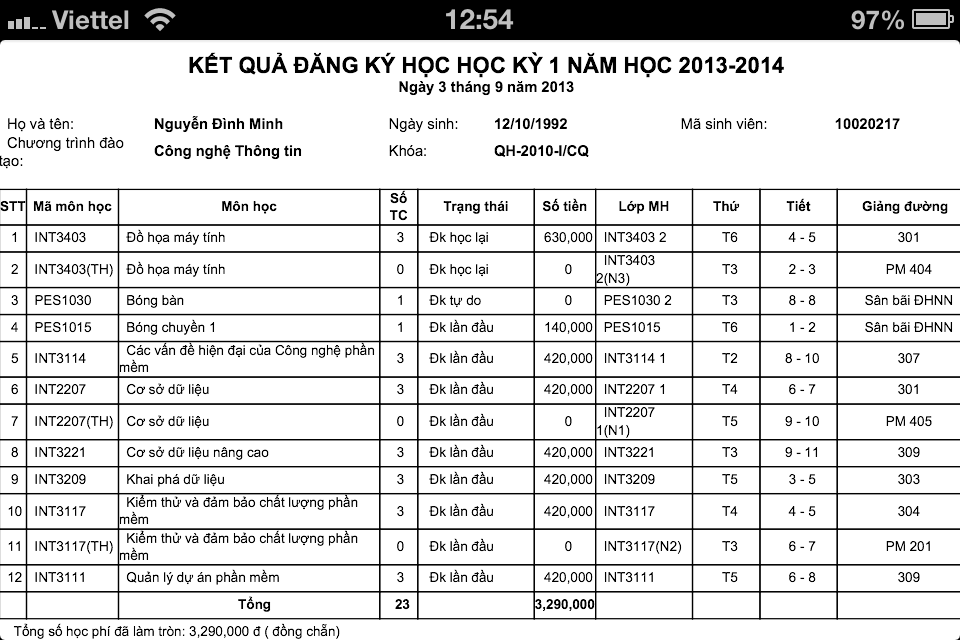 Viettel 12:54 97%
KẾT QUẢ ĐĂNG KÝ HỌC HỌC KỲ 1 NĂM HỌC 2013-2014
Ngày 3 tháng 9 năm 2013
Họ và tên: Nguyễn Đình Minh Ngày sinh: 12/10/1992 Mã sinh viên: 10020217
Chương trình đào
tạo: Công nghệ Thông tin Khóa: QH-2010-I/CQ
STT Mã môn học Môn học Số TC Trạng thái Số tiền Lớp MH Thứ Tiết Giảng đường
1 INT3403 Đồ họa máy tính 3 Đk học lại 630,000 INT3403 2 T6 4 - 5 301
2 INT3403(TH) Đồ họa máy tính 0 Đk học lại 0 INT3403 2(N3) T3 2 - 3 PM 404
3 PES1030 Bóng bàn 1 Đk tự do 0 PES1030 2 T3 8 - 8 Sân bãi ĐHNN
4 PES1015 Bóng chuyền 1 1 Đk lần đầu 140,000 PES1015 T6 1 - 2 Sân bãi ĐHNN
5 INT3114 Các vấn đề hiện đại của Công nghệ phần mềm 3 Đk lần đầu 420,000 INT3114 1 T2 8 - 10 307
6 INT2207 Cơ sở dữ liệu 3 Đk lần đầu 420,000 INT2207 1 T4 6 - 7 301
7 INT2207(TH) Cơ sở dữ liệu 0 Đk lần đầu 0 INT2207 1(N1) T5 9 - 10 PM 405
8 INT3221 Cơ sở dữ liệu nâng cao 3 Đk lần đầu 420,000 INT3221 T3 9 - 11 309
9 INT3209 Khai phá dữ liệu 3 Đk lần đầu 420,000 INT3209 T5 3 - 5 303
10 INT3117 Kiểm thử và đảm bảo chất lượng phần mềm 3 Đk lần đầu 420,000 INT3117 T4 4 - 5 304
11 INT3117(TH) Kiểm thử và đảm bảo chất lượng phần mềm 0 Đk lần đầu 0 INT3117(N2) T3 6 - 7 PM 201
12 INT3111 Quản lý dự án phần mềm 3 Đk lần đầu 420,000 INT3111 T5 6 - 8 309
Tổng 23 3,290,000
Tổng số học phí đã làm tròn: 3,290,000 đ ( đồng chẵn)